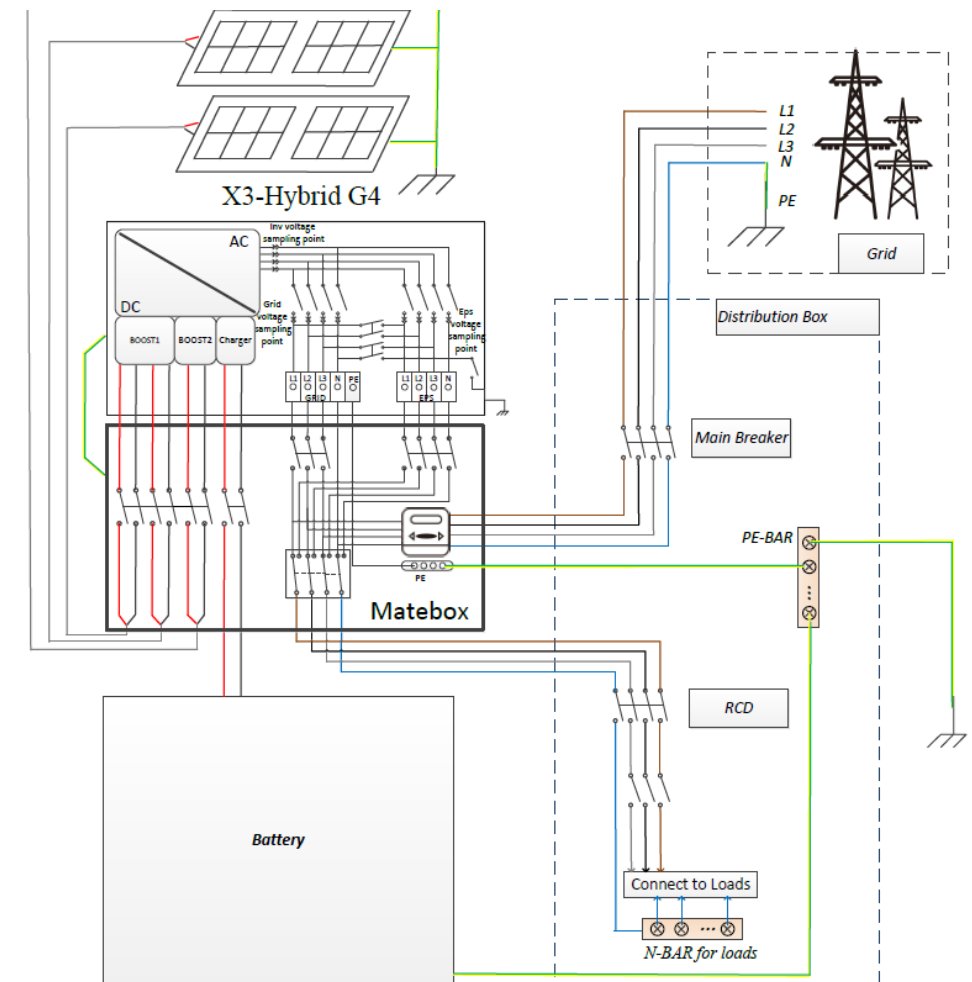 L1
L2
L3
N
PE
Grid
X3-Hybrid G4
Inv voltage
sampling point
AC
DC
Grid
voltage
sampling
point
Eps
voltage
sampling
point
BOOST1
BOOST2
Charger
L1
L2
L3
N
PE
GRID
L1
L2
L3
N
EPS
Distribution Box
Main Breaker
PE-BAR
PE
Matebox
RCD
Battery
Connect to Loads
N-BAR for loads